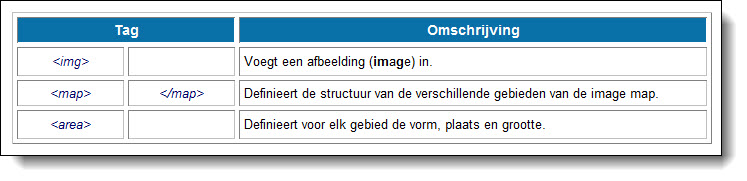 Tag Omschrijving
<img> Voegt een afbeelding (image) in.
<map> </map> Definieert de structuur van de verschillende gebieden van de image map.
<area> Definieert voor elk gebied de vorm, plaats en grootte.